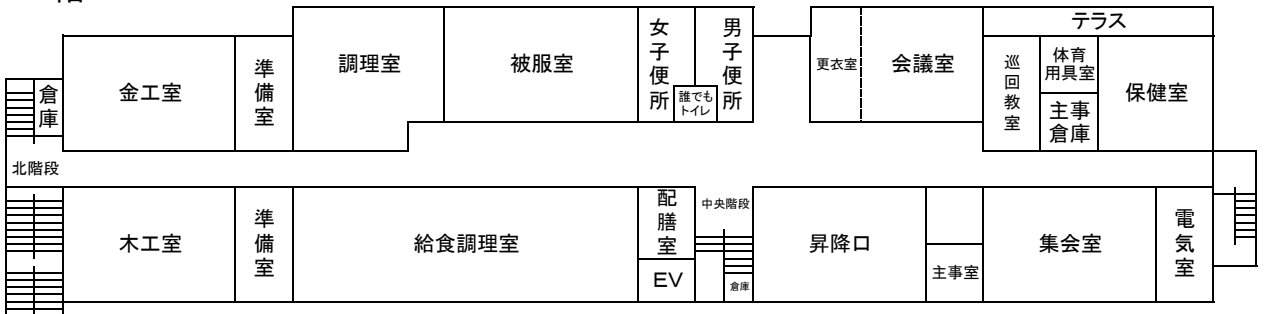 テラス
倉庫
金工室
準備室
調理室
被服室
女子便所
誰でも
トイレ
男子便所
更衣室
会議室
巡回教室
体育
用具室
主事
倉庫
保健室
北階段
木工室
準備室
給食調理室
配膳室
EV
中央階段
倉庫
昇降口
主事室
集会室
電気室